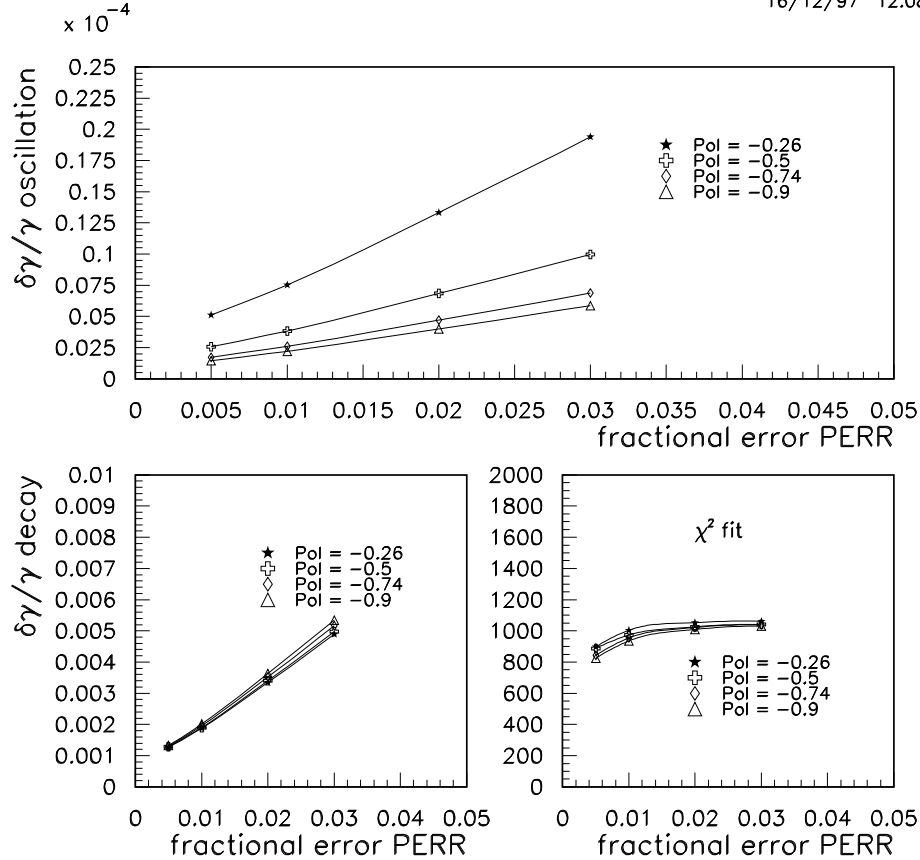 16/12/97 12.08
x 10⁻⁴
δγ/γ oscillation
0.25
0.225
0.2
0.175
0.15
0.125
0.1
0.075
0.05
0.025
0
0 0.005 0.01 0.015 0.02 0.025 0.03 0.035 0.04 0.045 0.05
fractional error PERR
Pol = −0.26
Pol = −0.5
Pol = −0.74
Pol = −0.9
δγ/γ decay
0.01
0.009
0.008
0.007
0.006
0.005
0.004
0.003
0.002
0.001
0
0 0.01 0.02 0.03 0.04 0.05
fractional error PERR
Pol = −0.26
Pol = −0.5
Pol = −0.74
Pol = −0.9
2000
1800
1600
1400
1200
1000
800
600
400
200
0
0 0.01 0.02 0.03 0.04 0.05
fractional error PERR
χ² fit
Pol = −0.26
Pol = −0.5
Pol = −0.74
Pol = −0.9